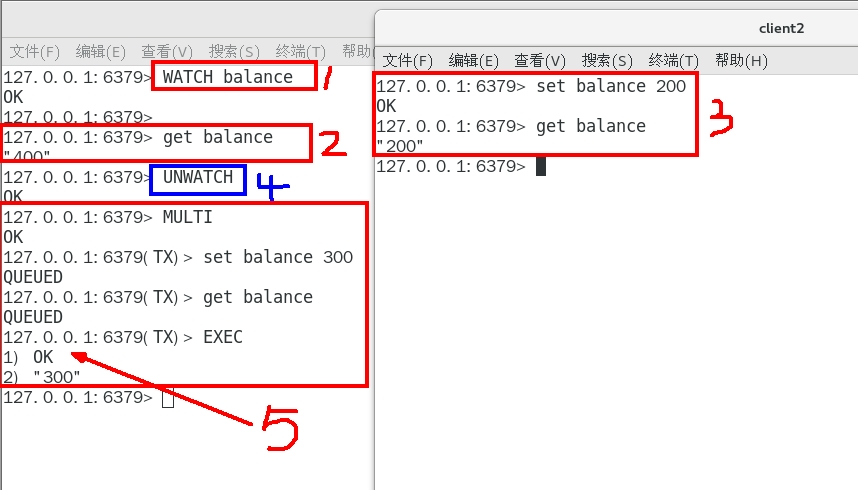 文件(F) 编辑(E) 查看(V) 搜索(S) 终端(T) 帮助
127.0.0.1:6379> WATCH balance 1
OK
127.0.0.1:6379>
127.0.0.1:6379> get balance 2
"400"
127.0.0.1:6379> UNWATCH 4
OK
127.0.0.1:6379> MULTI
OK
127.0.0.1:6379(TX)> set balance 300
QUEUED
127.0.0.1:6379(TX)> get balance
QUEUED
127.0.0.1:6379(TX)> EXEC
1) OK
2) "300"
127.0.0.1:6379>
5
client2
文件(F) 编辑(E) 查看(V) 搜索(S) 终端(T) 帮助(H)
127.0.0.1:6379> set balance 200
OK
127.0.0.1:6379> get balance
"200"
127.0.0.1:6379>
3